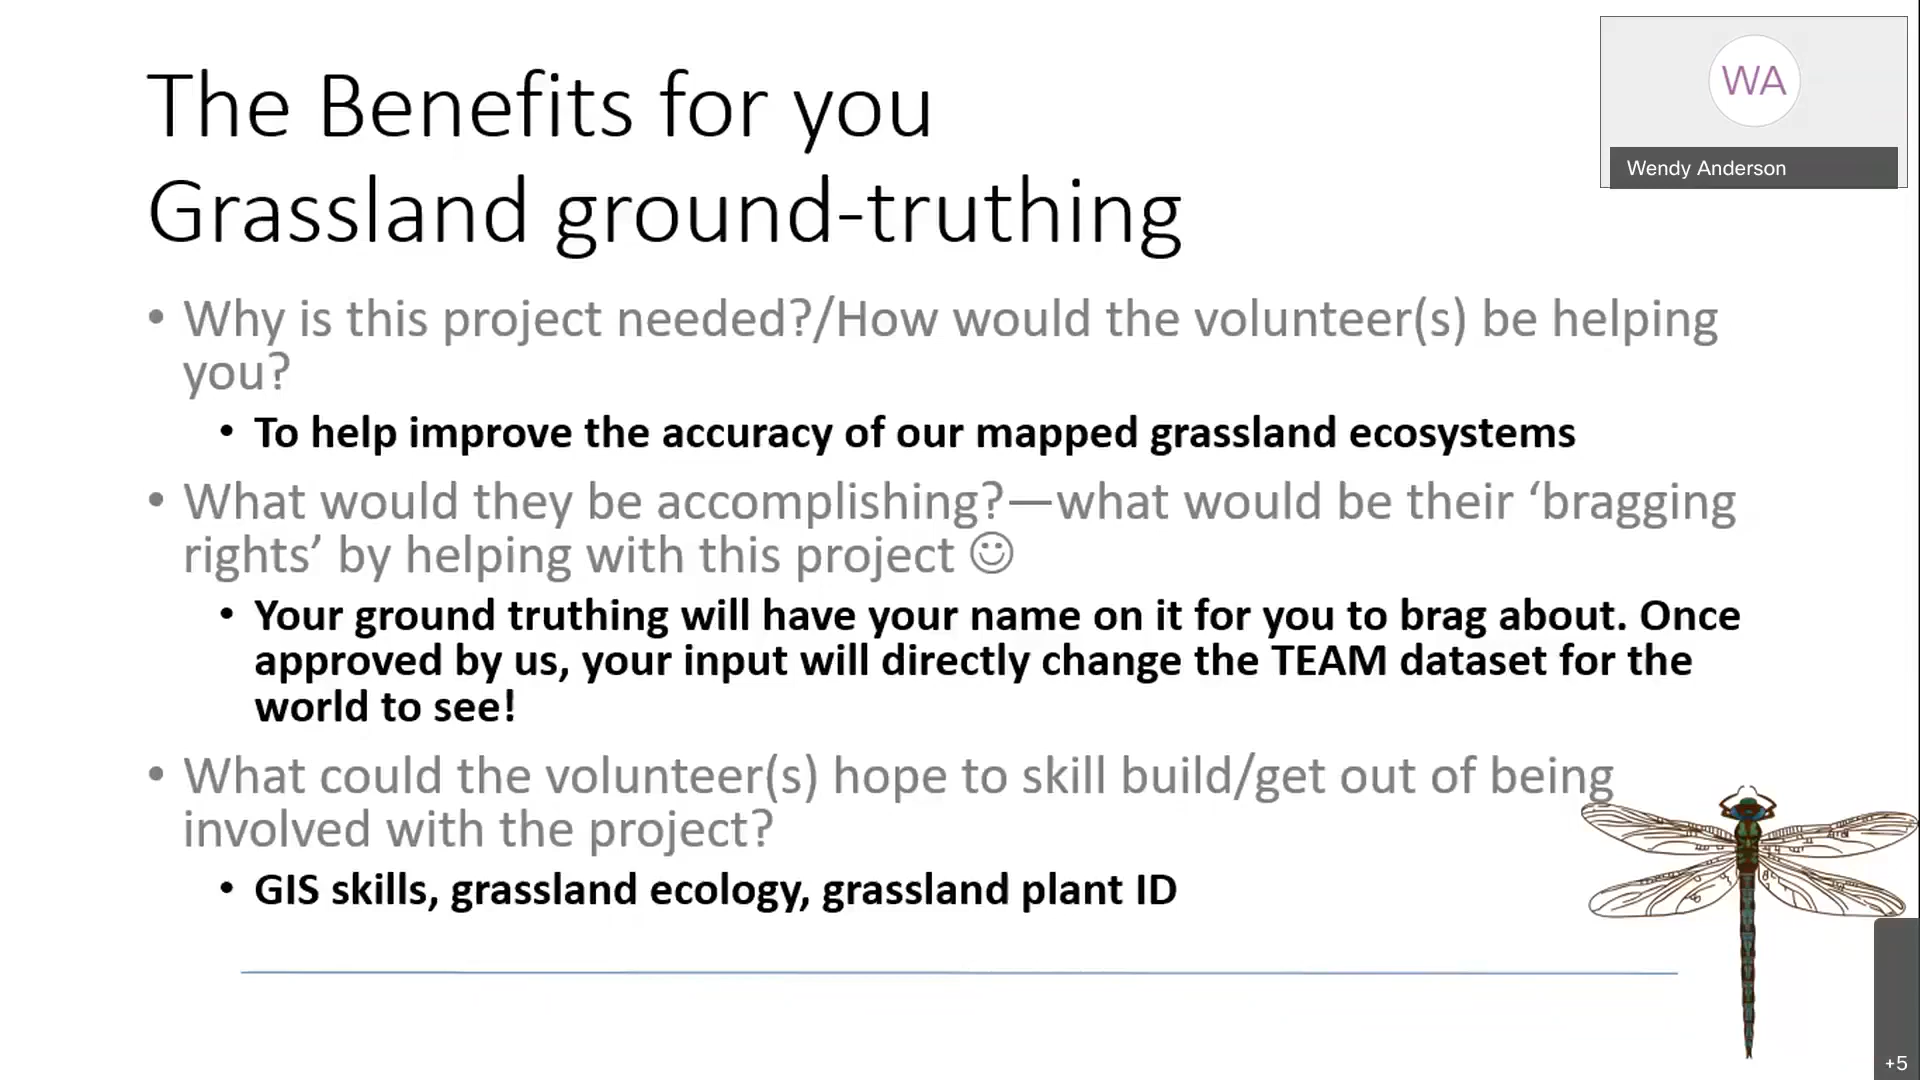 The Benefits for you
Grassland ground-truthing
WA
Wendy Anderson
• Why is this project needed?/How would the volunteer(s) be helping
you?
• To help improve the accuracy of our mapped grassland ecosystems
• What would they be accomplishing?—what would be their ‘bragging
rights’ by helping with this project ☺
• Your ground truthing will have your name on it for you to brag about. Once
approved by us, your input will directly change the TEAM dataset for the
world to see!
• What could the volunteer(s) hope to skill build/get out of being
involved with the project?
• GIS skills, grassland ecology, grassland plant ID
+5